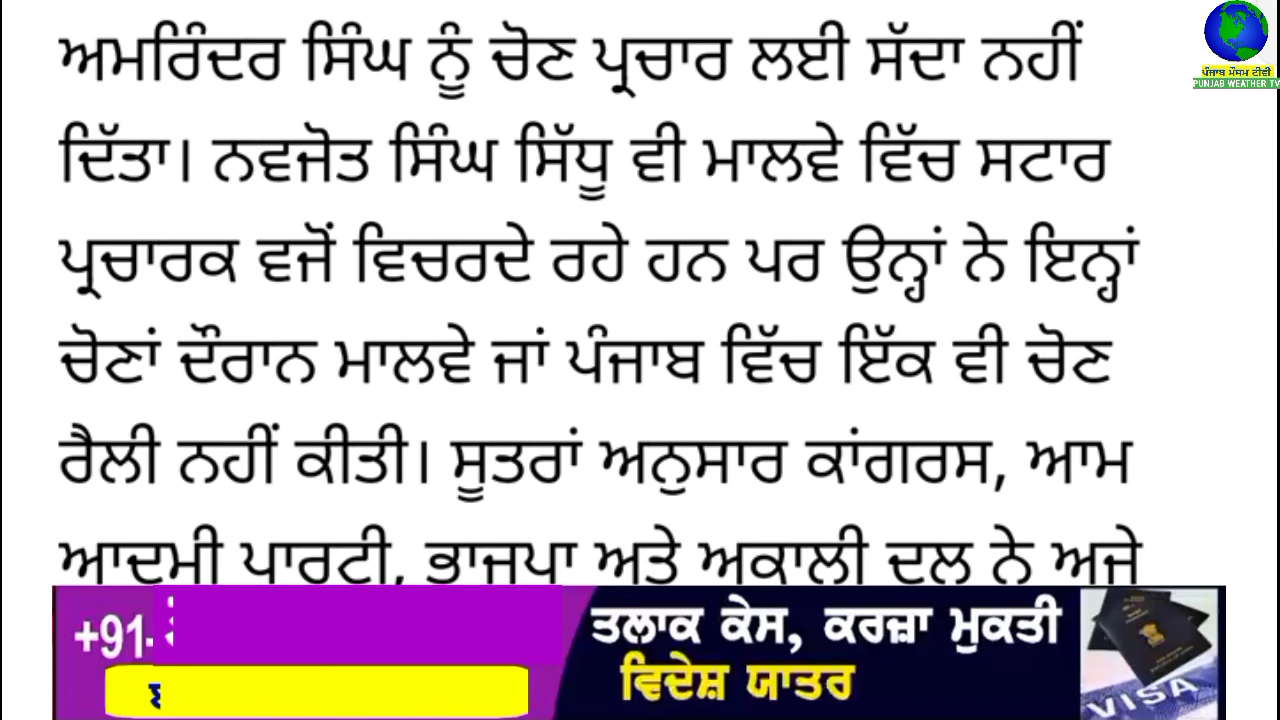 ਅਮਰਿੰਦਰ ਸਿੰਘ ਨੂੰ ਚੋਣ ਪ੍ਰਚਾਰ ਲਈ ਸੱਦਾ ਨਹੀਂ
ਦਿੱਤਾ। ਨਵਜੋਤ ਸਿੰਘ ਸਿੱਧੂ ਵੀ ਮਾਲਵੇ ਵਿੱਚ ਸਟਾਰ
ਪ੍ਰਚਾਰਕ ਵਜੋਂ ਵਿਚਰਦੇ ਰਹੇ ਹਨ ਪਰ ਉਨ੍ਹਾਂ ਨੇ ਇਨ੍ਹਾਂ
ਚੋਣਾਂ ਦੌਰਾਨ ਮਾਲਵੇ ਜਾਂ ਪੰਜਾਬ ਵਿੱਚ ਇੱਕ ਵੀ ਚੋਣ
ਰੈਲੀ ਨਹੀਂ ਕੀਤੀ। ਸੂਤਰਾਂ ਅਨੁਸਾਰ ਕਾਂਗਰਸ, ਆਮ
ਆਦਮੀ ਪਾਰਟੀ, ਭਾਜਪਾ ਅਤੇ ਅਕਾਲੀ ਦਲ ਨੇ ਅਜੇ
ਪੰਜਾਬ ਮੌਸਮ ਟੀਵੀ
PUNJAB WEATHER TV
+91
ਤਲਾਕ ਕੇਸ, ਕਰਜ਼ਾ ਮੁਕਤੀ
ਵਿਦੇਸ਼ ਯਾਤਰ
VISA